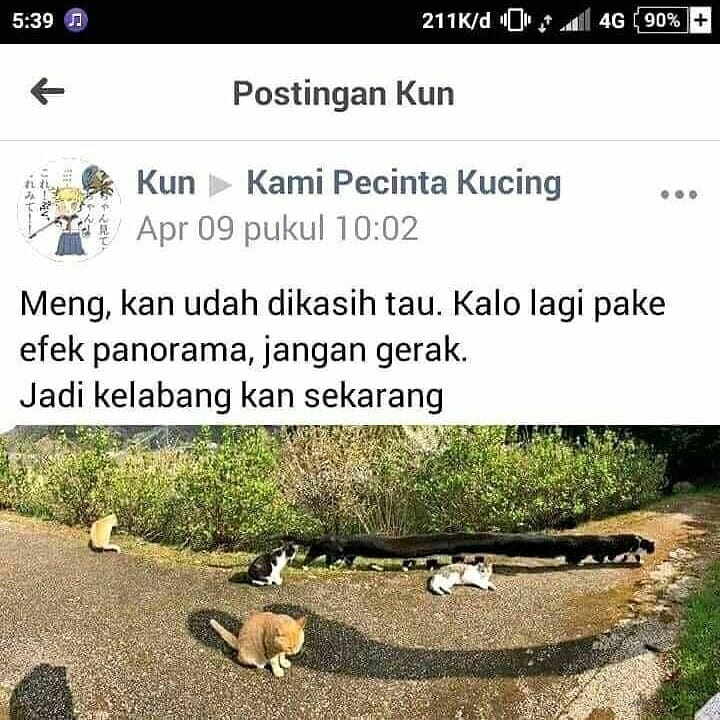 5:39 211K/d 4G 90%
Postingan Kun
Kun ▶ Kami Pecinta Kucing
Apr 09 pukul 10:02
Meng, kan udah dikasih tau. Kalo lagi pake
efek panorama, jangan gerak.
Jadi kelabang kan sekarang